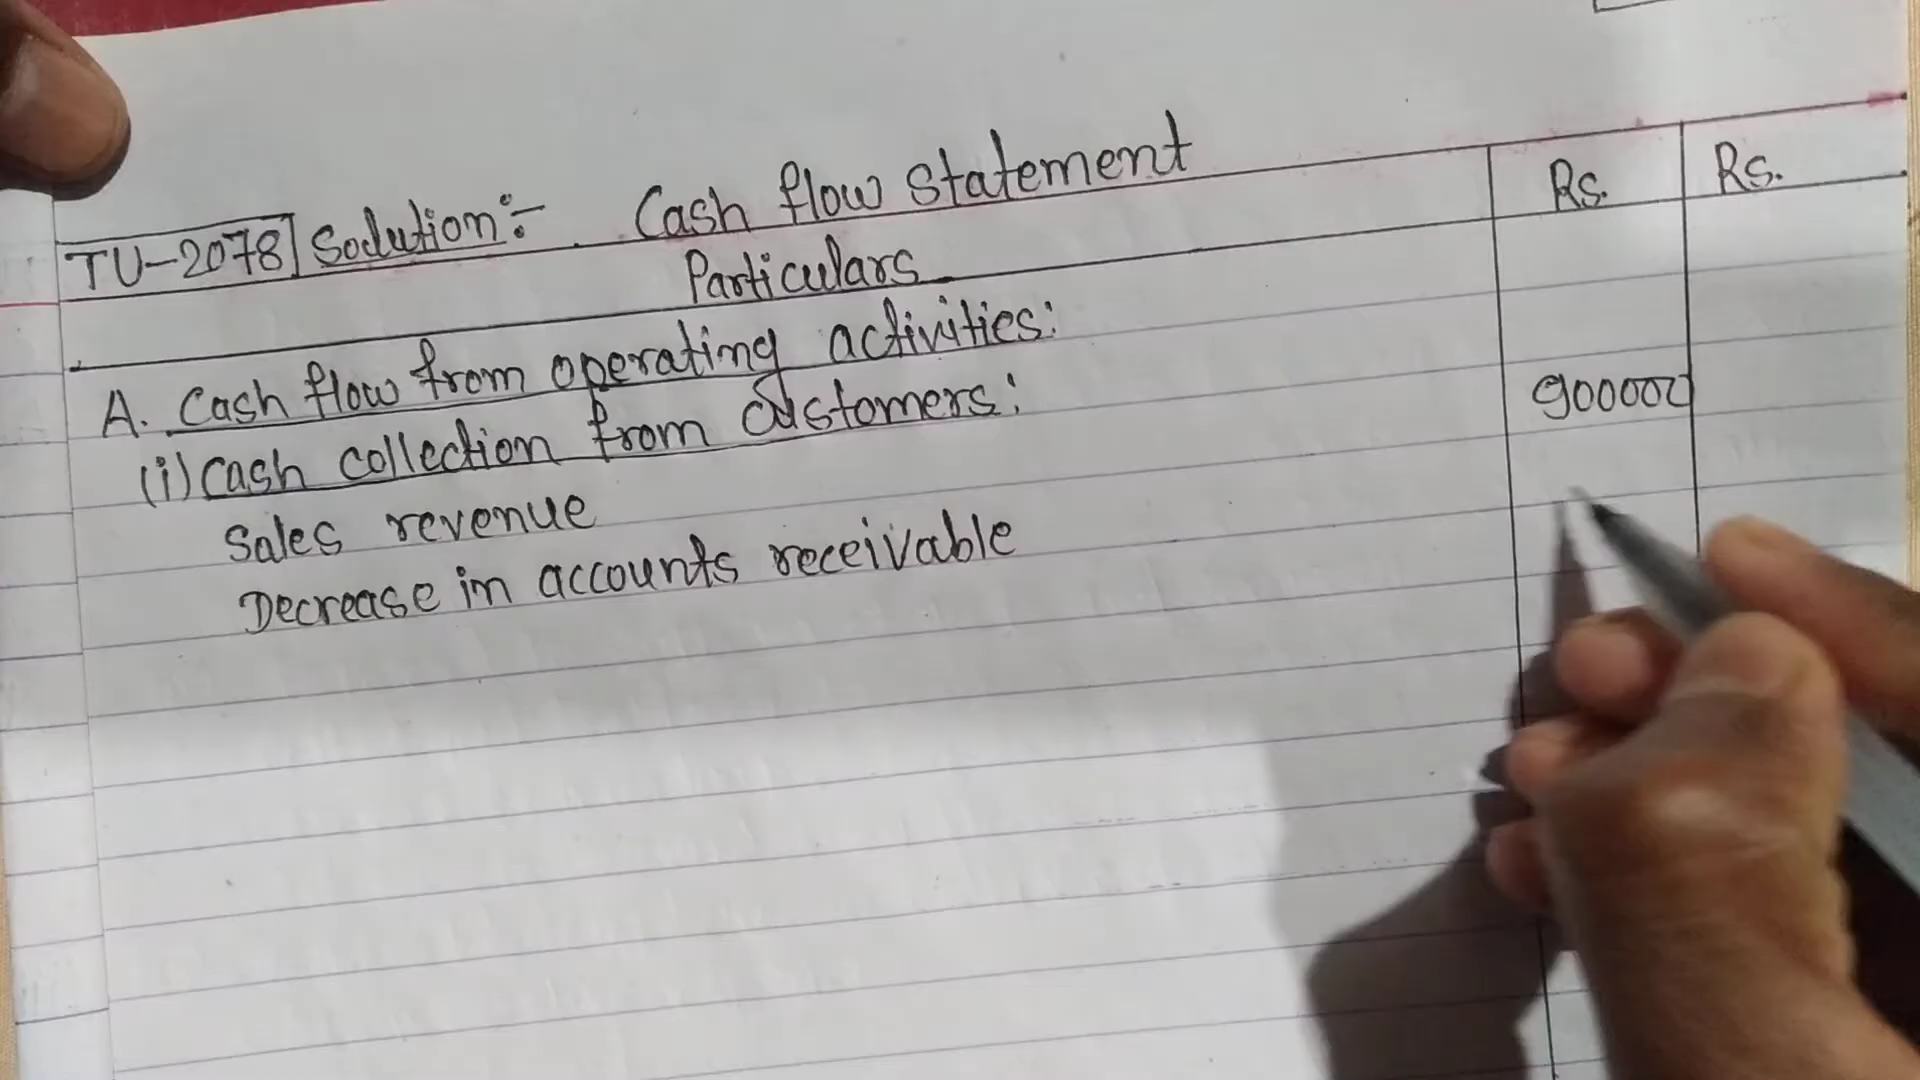 TU-2078 Solution:- Cash flow statement
Particulars Rs. Rs.
A. Cash flow from operating activities:
(i) Cash collection from customers:
Sales revenue 900000
Decrease in accounts receivable